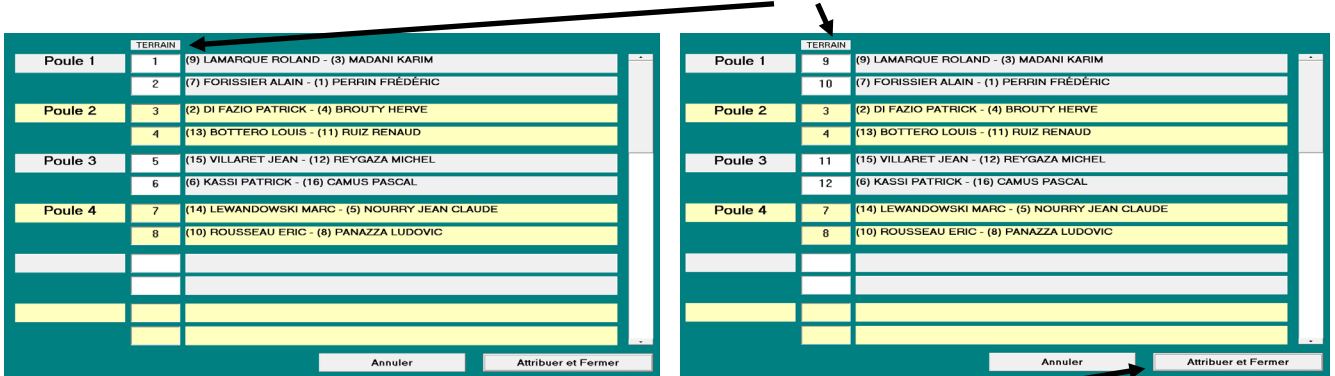 TERRAIN
Poule 1 1 (9) LAMARQUE ROLAND - (3) MADANI KARIM
2 (7) FORISSIER ALAIN - (1) PERRIN FRÉDÉRIC
Poule 2 3 (2) DI FAZIO PATRICK - (4) BROUTY HERVE
4 (13) BOTTERO LOUIS - (11) RUIZ RENAUD
Poule 3 5 (15) VILLARET JEAN - (12) REYGAZA MICHEL
6 (6) KASSI PATRICK - (16) CAMUS PASCAL
Poule 4 7 (14) LEWANDOWSKI MARC - (5) NOURRY JEAN CLAUDE
8 (10) ROUSSEAU ERIC - (8) PANAZZA LUDOVIC
Annuler Attribuer et Fermer
TERRAIN
Poule 1 9 (9) LAMARQUE ROLAND - (3) MADANI KARIM
10 (7) FORISSIER ALAIN - (1) PERRIN FRÉDÉRIC
Poule 2 3 (2) DI FAZIO PATRICK - (4) BROUTY HERVE
4 (13) BOTTERO LOUIS - (11) RUIZ RENAUD
Poule 3 11 (15) VILLARET JEAN - (12) REYGAZA MICHEL
12 (6) KASSI PATRICK - (16) CAMUS PASCAL
Poule 4 7 (14) LEWANDOWSKI MARC - (5) NOURRY JEAN CLAUDE
8 (10) ROUSSEAU ERIC - (8) PANAZZA LUDOVIC
Annuler Attribuer et Fermer